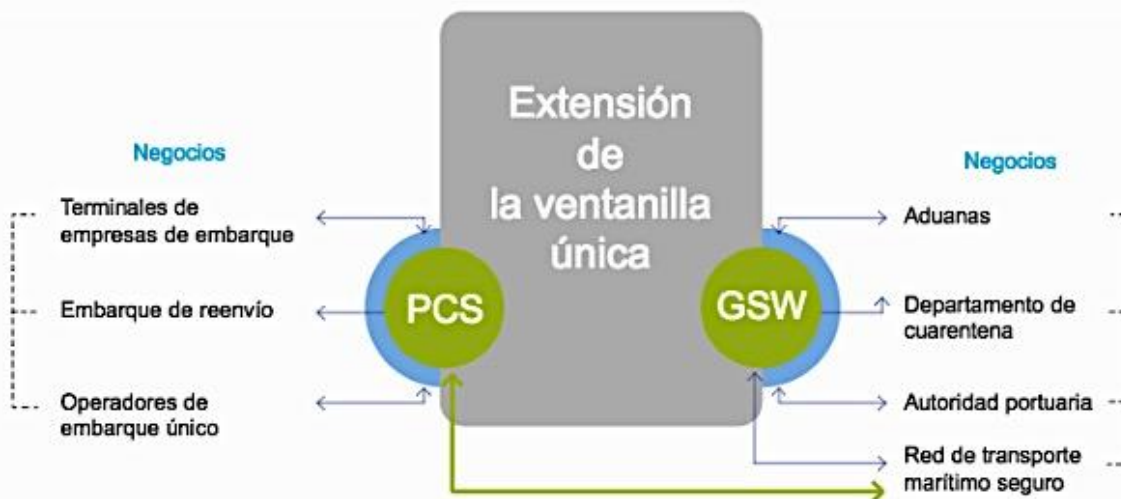 Extensión
de
la ventanilla
única
Negocios
Terminales de
empresas de embarque
Embarque de reenvío
Operadores de
embarque único
PCS
GSW
Negocios
Aduanas
Departamento de
cuarentena
Autoridad portuaria
Red de transporte
marítimo seguro